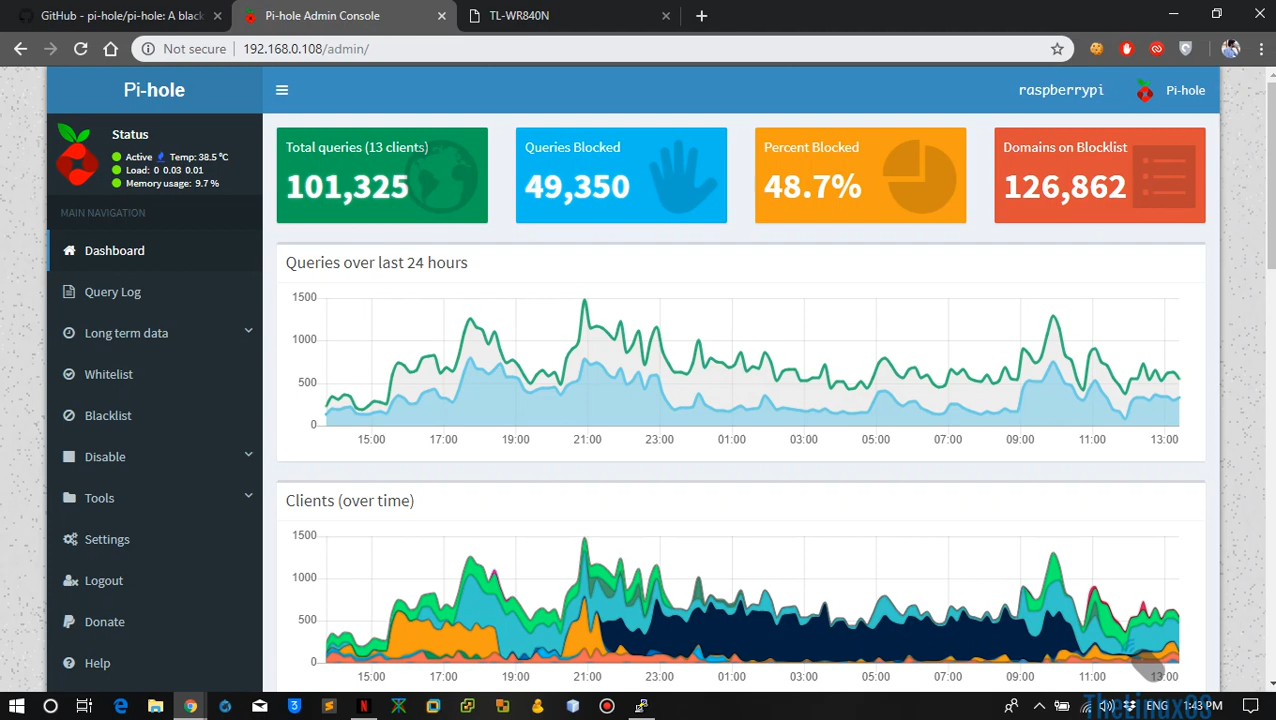 GitHub - pi-hole/pi-hole: A black
Pi-hole Admin Console
TL-WR840N
Not secure
192.168.0.108/admin/
Pi-hole
raspberrypi
Pi-hole
Status
Active Temp: 38.5 °C
Load: 0 0.03 0.01
Memory usage: 9.7 %
MAIN NAVIGATION
Dashboard
Query Log
Long term data
Whitelist
Blacklist
Disable
Tools
Settings
Logout
Donate
Help
Total queries (13 clients)
101,325
Queries Blocked
49,350
Percent Blocked
48.7%
Domains on Blocklist
126,862
Queries over last 24 hours
1500
1000
500
0
15:00 17:00 19:00 21:00 23:00 01:00 03:00 05:00 07:00 09:00 11:00 13:00
Clients (over time)
1500
1000
500
0
15:00 17:00 19:00 21:00 23:00 01:00 03:00 05:00 07:00 09:00 11:00 13:00
ENG 1:43 PM